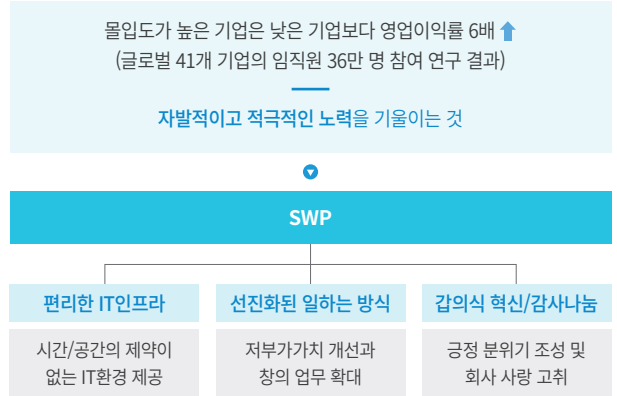 몰입도가 높은 기업은 낮은 기업보다 영업이익률 6배
(글로벌 41개 기업의 임직원 36만 명 참여 연구 결과)
자발적이고 적극적인 노력을 기울이는 것
SWP
편리한 IT인프라
선진화된 일하는 방식
갑의식 혁신/감사나눔
시간/공간의 제약이
없는 IT환경 제공
저부가가치 개선과
창의 업무 확대
긍정 분위기 조성 및
회사 사랑 고취